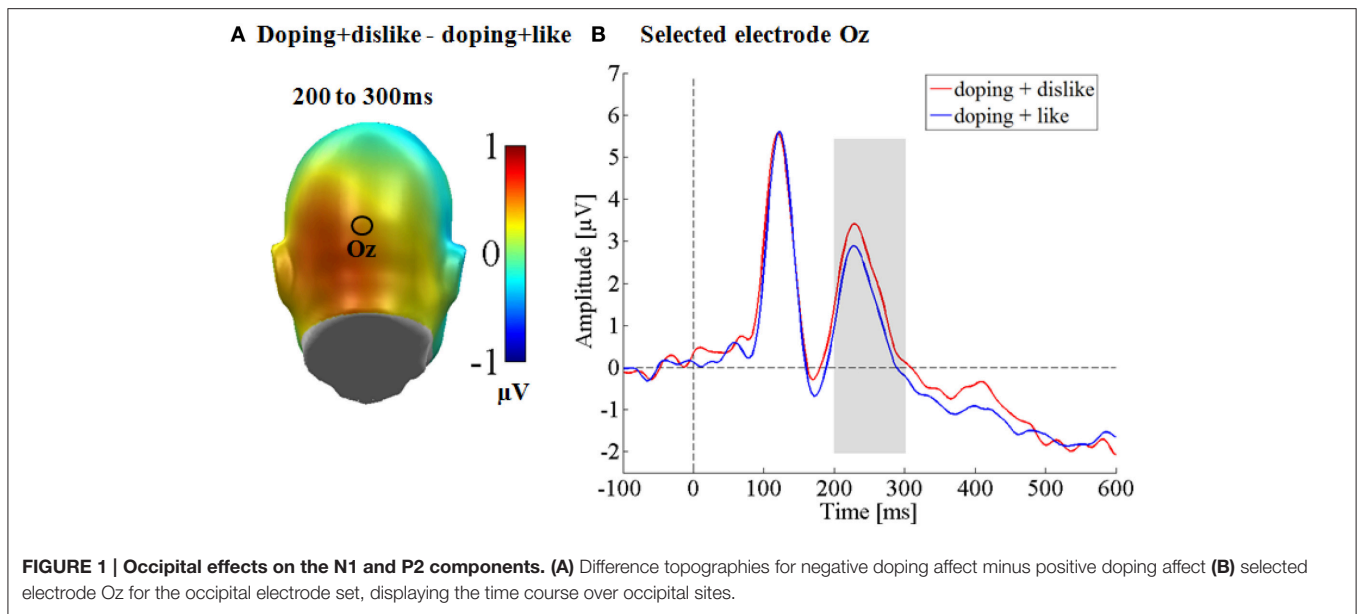 A Doping+dislike - doping+like
B Selected electrode Oz
200 to 300ms
1
0
-1
µV
Oz
7
6
5
4
3
2
1
0
-1
-2
Amplitude [µV]
doping + dislike
doping + like
-100 0 100 200 300 400 500 600
Time [ms]
FIGURE 1 | Occipital effects on the N1 and P2 components. (A) Difference topographies for negative doping affect minus positive doping affect (B) selected
electrode Oz for the occipital electrode set, displaying the time course over occipital sites.